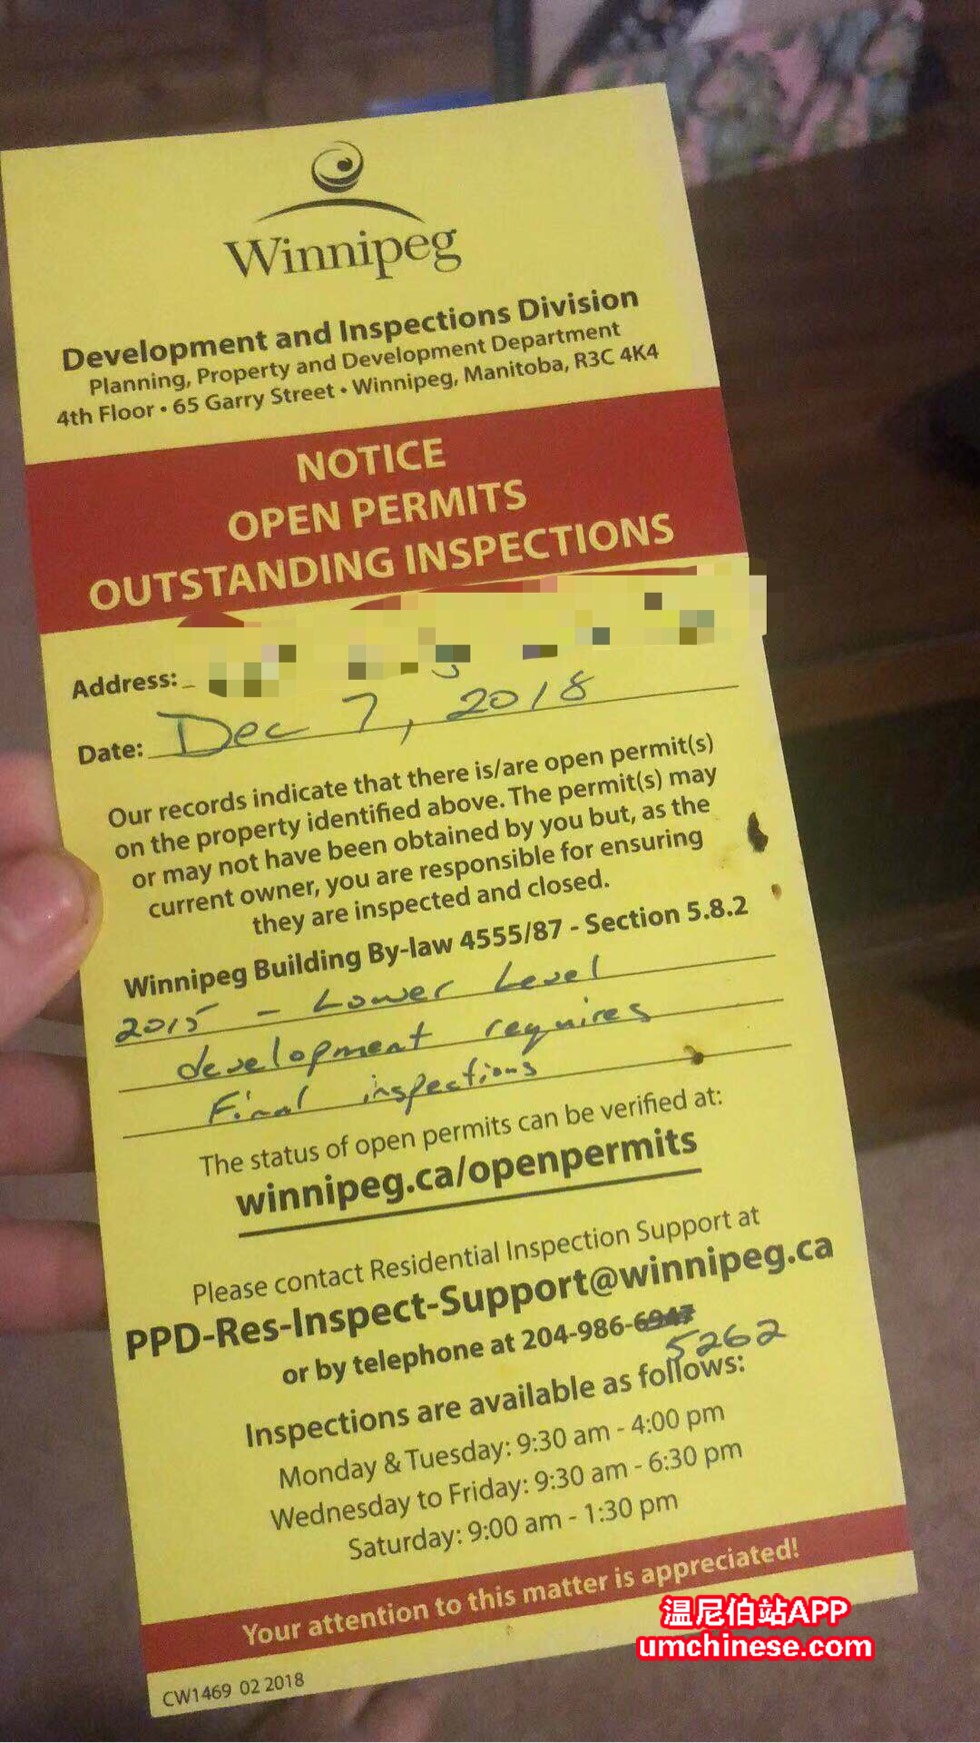 Winnipeg
Development and Inspections Division
Planning, Property and Development Department
4th Floor • 65 Garry Street • Winnipeg, Manitoba, R3C 4K4
NOTICE
OPEN PERMITS
OUTSTANDING INSPECTIONS
Address:
Date: Dec 7, 2018
Our records indicate that there is/are open permit(s)
on the property identified above. The permit(s) may
or may not have been obtained by you but, as the
current owner, you are responsible for ensuring
they are inspected and closed.
Winnipeg Building By-law 4555/87 - Section 5.8.2
2015 - Lower Level
development requires
Final inspections
The status of open permits can be verified at:
winnipeg.ca/openpermits
Please contact Residential Inspection Support at
PPD-Res-Inspect-Support@winnipeg.ca
or by telephone at 204-986-6947
5262
Inspections are available as follows:
Monday & Tuesday: 9:30 am - 4:00 pm
Wednesday to Friday: 9:30 am - 6:30 pm
Saturday: 9:00 am - 1:30 pm
Your attention to this matter is appreciated!
CW1469 02 2018
温尼伯站APP
umchinese.com